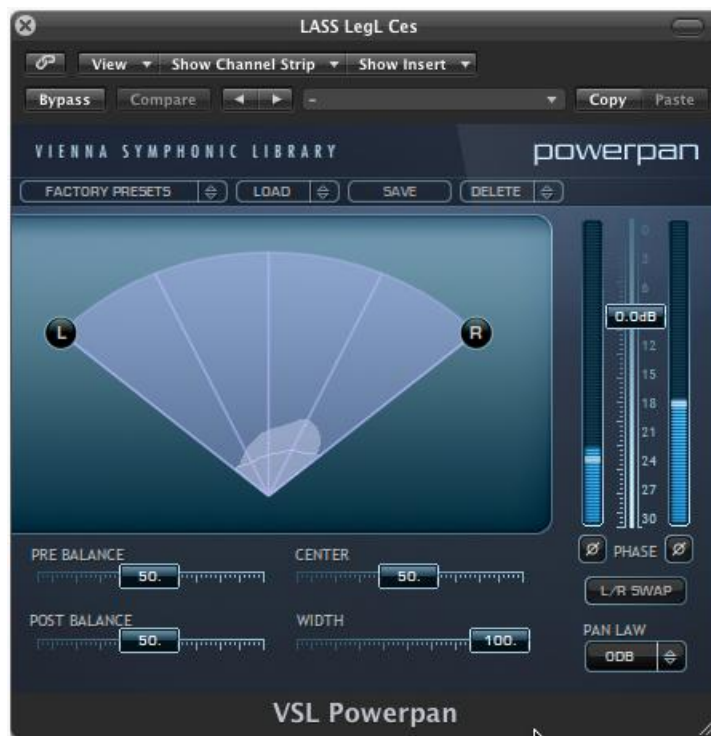 LASS LegL Ces
View Show Channel Strip Show Insert
Bypass Compare - Copy Paste
VIENNA SYMPHONIC LIBRARY powerpan
FACTORY PRESETS LOAD SAVE DELETE
0
3
6
L R
0.0dB
12
15
18
21
24
27
30
PRE BALANCE CENTER
50. 50.
Ø PHASE Ø
L/R SWAP
POST BALANCE WIDTH
50. 100.
PAN LAW
0DB
VSL Powerpan